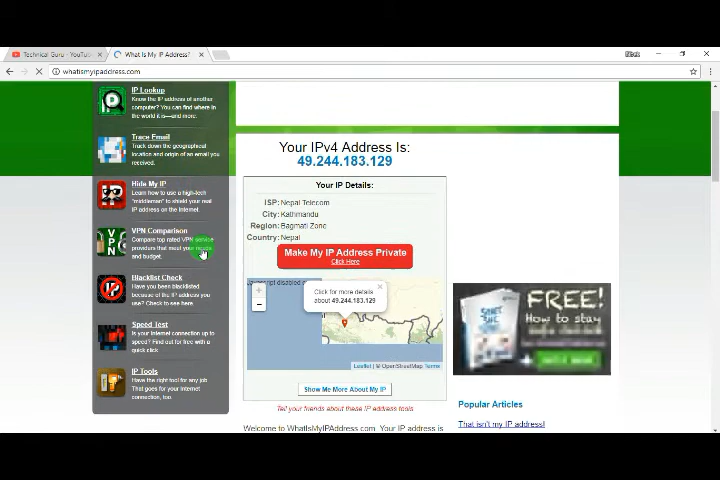 Technical Guru - YouTube
What Is My IP Address?
whatismyipaddress.com
IP Lookup
Know the IP address of another
computer? You can find where in
the world it is—and more.
Trace Email
Track down the geographical
location and origin of an email you
received.
Hide My IP
Learn how to use a high-tech
"middleman" to shield your real
IP address on the Internet.
VPN Comparison
Compare top rated VPN service
providers that meet your needs
and budget.
Blacklist Check
Have you been blacklisted
because of the IP address you
use? Check to see here.
Speed Test
Is your Internet connection up to
speed? Find out for free with a
quick click.
IP Tools
Have the right tool for any job
That goes for your Internet
connection, too.
Your IPv4 Address Is:
49.244.183.129
Your IP Details:
ISP: Nepal Telecom
City: Kathmandu
Region: Bagmati Zone
Country: Nepal
Make My IP Address Private
Click Here
Javascript disabled
+
−
Click for more details
about 49.244.183.129
×
Leaflet | © OpenStreetMap Terms
Show Me More About My IP
Tell your friends about these IP address tools
Welcome to WhatIsMyIPAddress.com. Your IP address is
FREE!
How to stay
Popular Articles
That isn't my IP address!